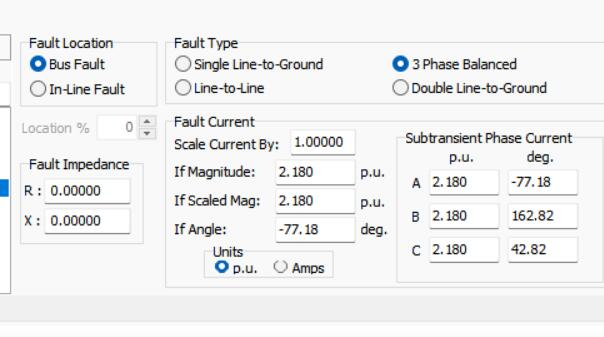 Fault Location
Bus Fault
In-Line Fault
Location % 0
Fault Impedance
R : 0.00000
X : 0.00000
Fault Type
Single Line-to-Ground
3 Phase Balanced
Line-to-Line
Double Line-to-Ground
Fault Current
Scale Current By: 1.00000
If Magnitude: 2.180 p.u.
If Scaled Mag: 2.180 p.u.
If Angle: -77.18 deg.
Units
p.u. Amps
Subtransient Phase Current
p.u. deg.
A 2.180 -77.18
B 2.180 162.82
C 2.180 42.82